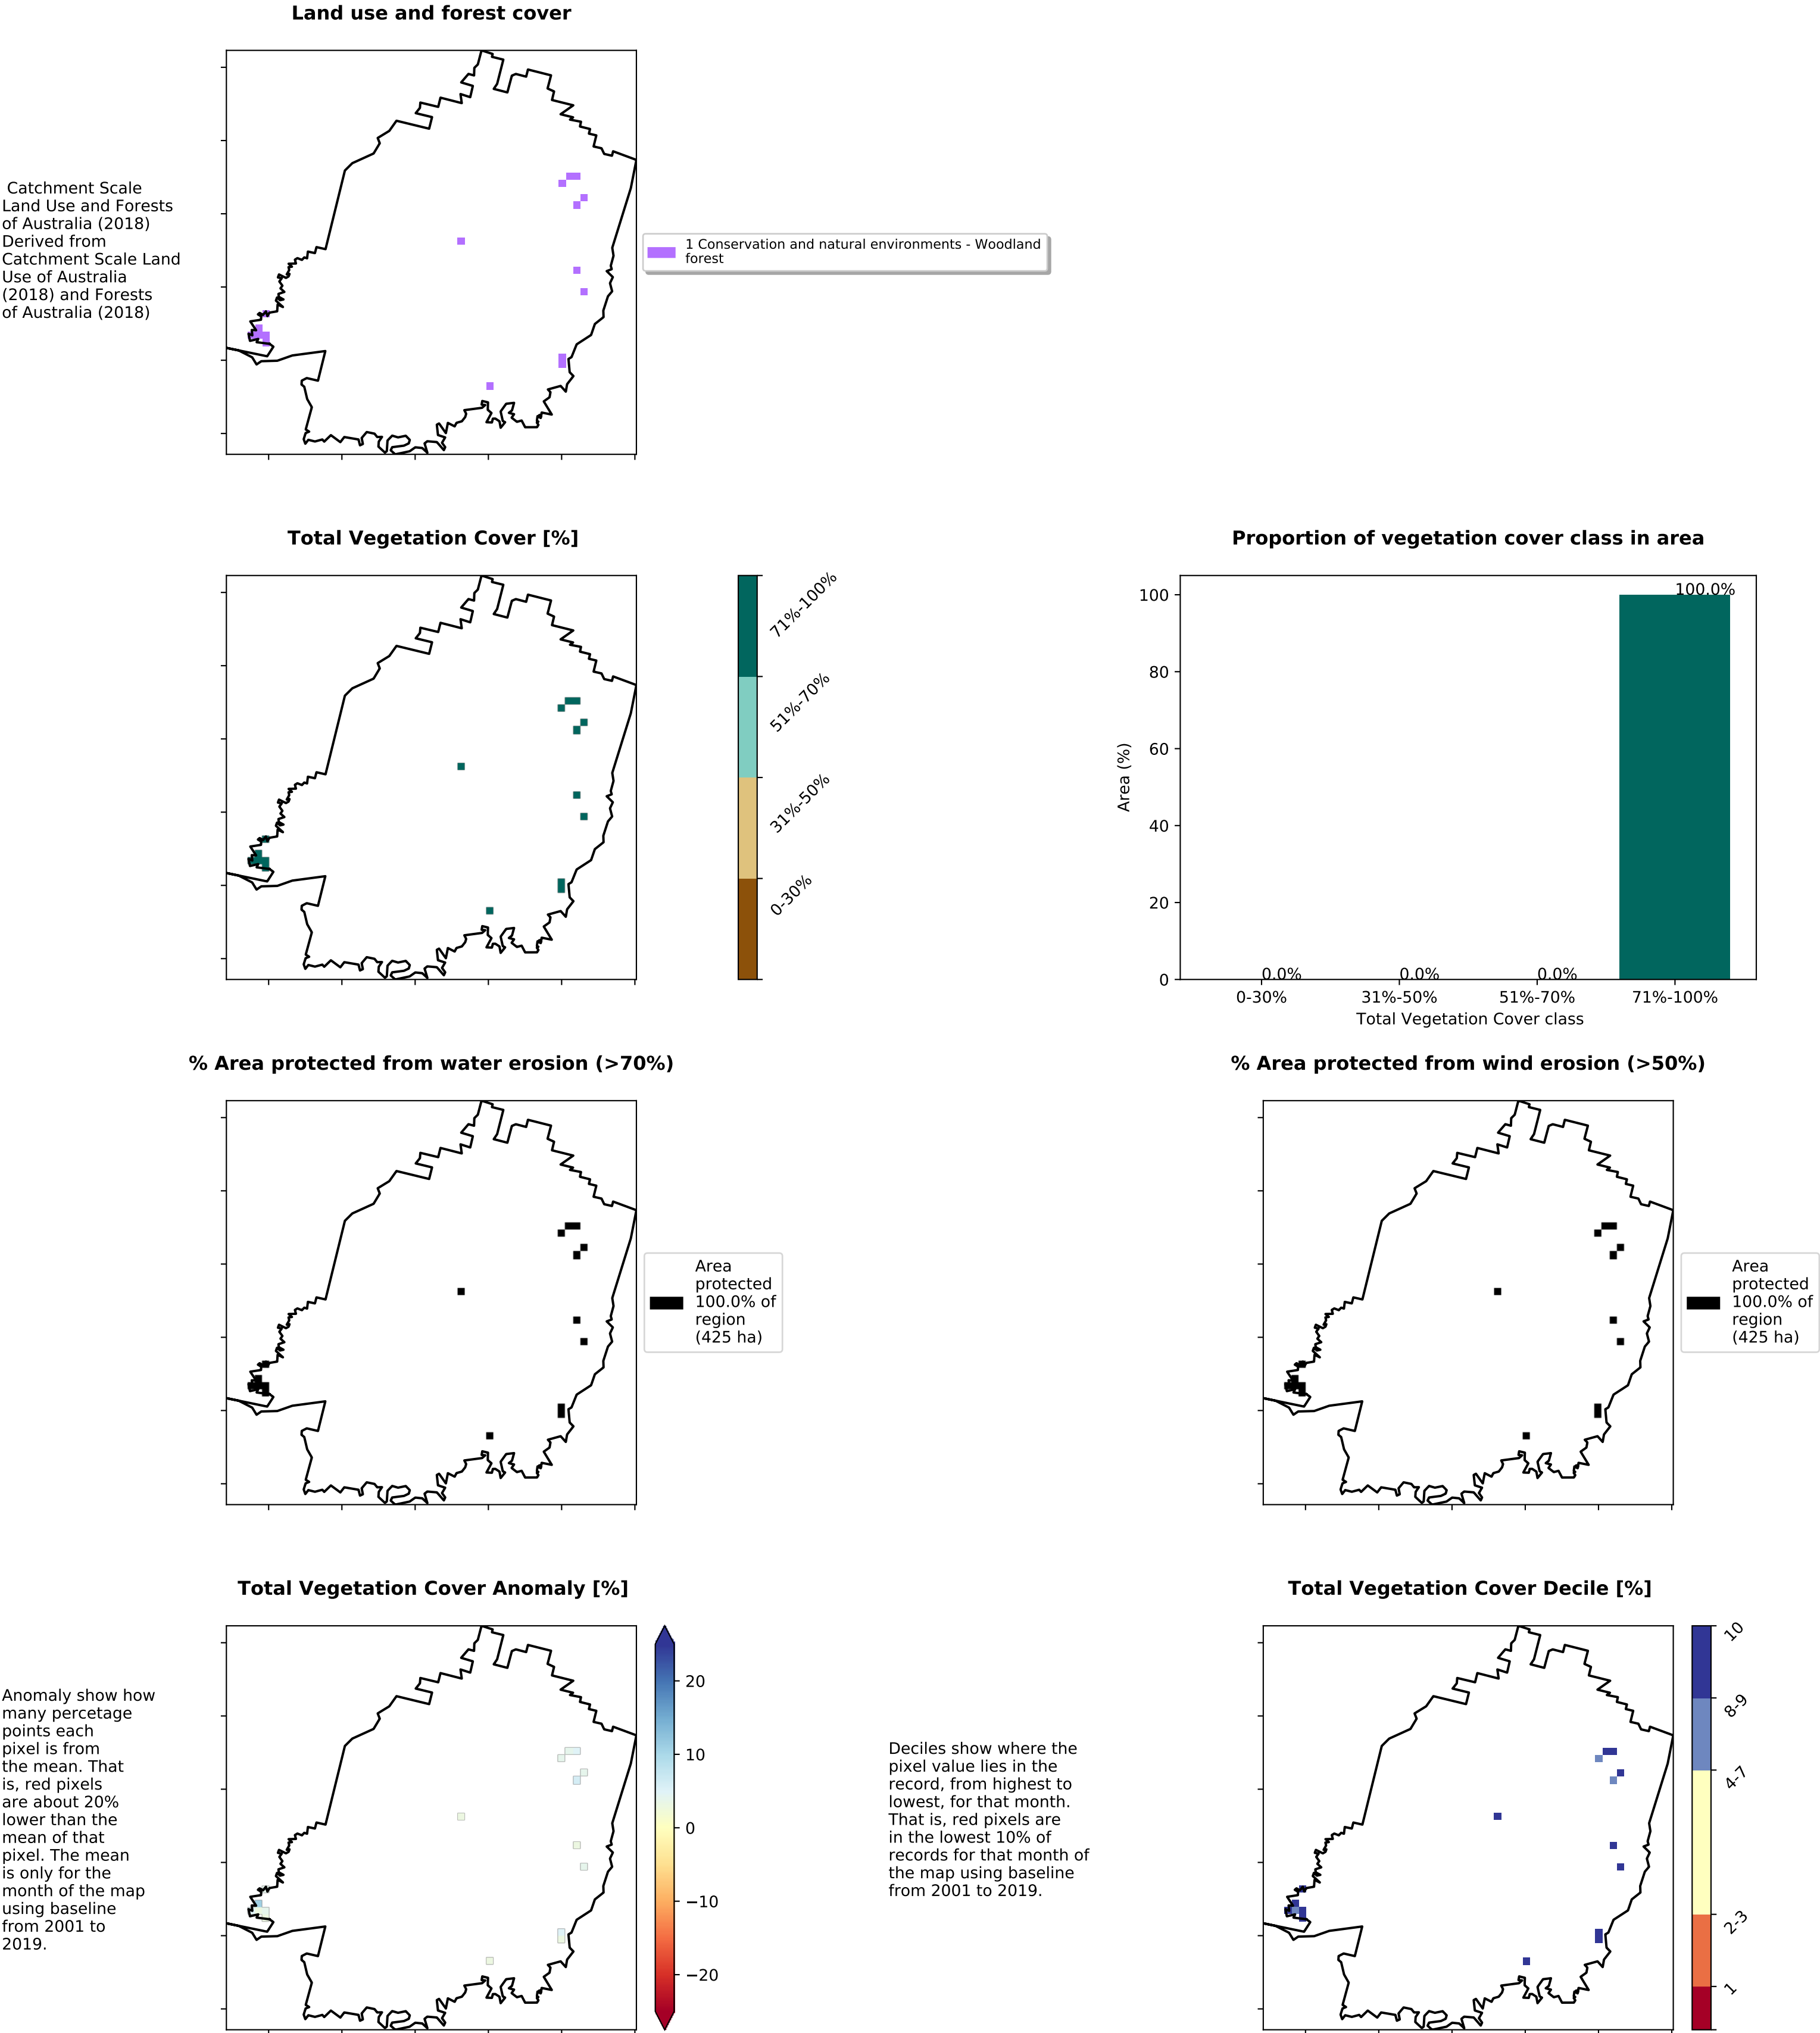 Land use and forest cover
Catchment Scale
Land Use and Forests
of Australia (2018)
Derived from
Catchment Scale Land
Use of Australia
(2018) and Forests
of Australia (2018)
1 Conservation and natural environments - Woodland
forest
Total Vegetation Cover [%]
71%-100%
51%-70%
31%-50%
0-30%
Proportion of vegetation cover class in area
100.0%
100
80
60
40
20
0
Area (%)
0.0%
0.0%
0.0%
0-30%
31%-50%
51%-70%
71%-100%
Total Vegetation Cover class
% Area protected from water erosion (>70%)
Area
protected
100.0% of
region
(425 ha)
% Area protected from wind erosion (>50%)
Area
protected
100.0% of
region
(425 ha)
Total Vegetation Cover Anomaly [%]
Anomaly show how
many percetage
points each
pixel is from
the mean. That
is, red pixels
are about 20%
lower than the
mean of that
pixel. The mean
is only for the
month of the map
using baseline
from 2001 to
2019.
20
10
0
−10
−20
Total Vegetation Cover Decile [%]
Deciles show where the
pixel value lies in the
record, from highest to
lowest, for that month.
That is, red pixels are
in the lowest 10% of
records for that month of
the map using baseline
from 2001 to 2019.
10
8-9
4-7
2-3
1